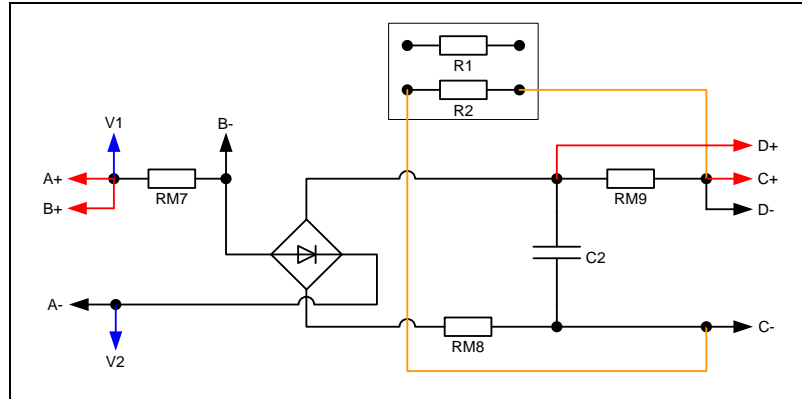 R1
R2
V1
B-
D+
A+
RM7
RM9
C+
B+
D-
C2
A-
RM8
C-
V2